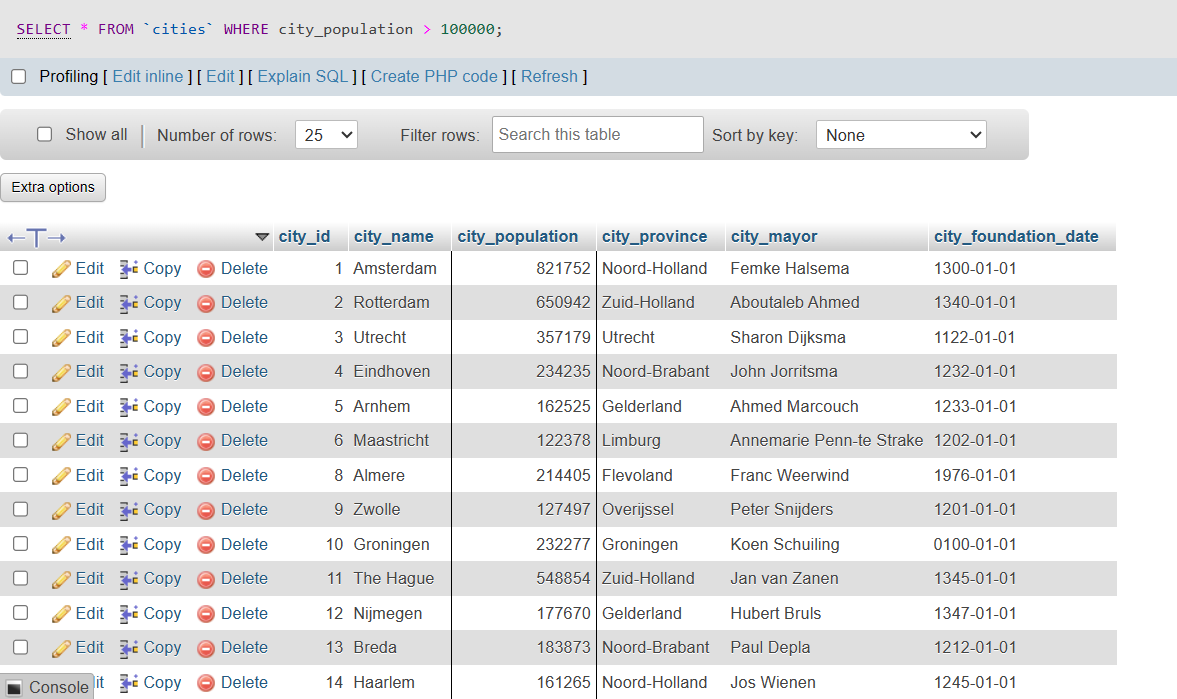 SELECT * FROM `cities` WHERE city_population > 100000;
Profiling [ Edit inline ] [ Edit ] [ Explain SQL ] [ Create PHP code ] [ Refresh ]
Show all Number of rows: 25 Filter rows: Search this table Sort by key: None
Extra options
←T→ city_id city_name city_population city_province city_mayor city_foundation_date
Edit Copy Delete 1 Amsterdam 821752 Noord-Holland Femke Halsema 1300-01-01
Edit Copy Delete 2 Rotterdam 650942 Zuid-Holland Aboutaleb Ahmed 1340-01-01
Edit Copy Delete 3 Utrecht 357179 Utrecht Sharon Dijksma 1122-01-01
Edit Copy Delete 4 Eindhoven 234235 Noord-Brabant John Jorritsma 1232-01-01
Edit Copy Delete 5 Arnhem 162525 Gelderland Ahmed Marcouch 1233-01-01
Edit Copy Delete 6 Maastricht 122378 Limburg Annemarie Penn-te Strake 1202-01-01
Edit Copy Delete 8 Almere 214405 Flevoland Franc Weerwind 1976-01-01
Edit Copy Delete 9 Zwolle 127497 Overijssel Peter Snijders 1201-01-01
Edit Copy Delete 10 Groningen 232277 Groningen Koen Schuiling 0100-01-01
Edit Copy Delete 11 The Hague 548854 Zuid-Holland Jan van Zanen 1345-01-01
Edit Copy Delete 12 Nijmegen 177670 Gelderland Hubert Bruls 1347-01-01
Edit Copy Delete 13 Breda 183873 Noord-Brabant Paul Depla 1212-01-01
Console it Copy Delete 14 Haarlem 161265 Noord-Holland Jos Wienen 1245-01-01